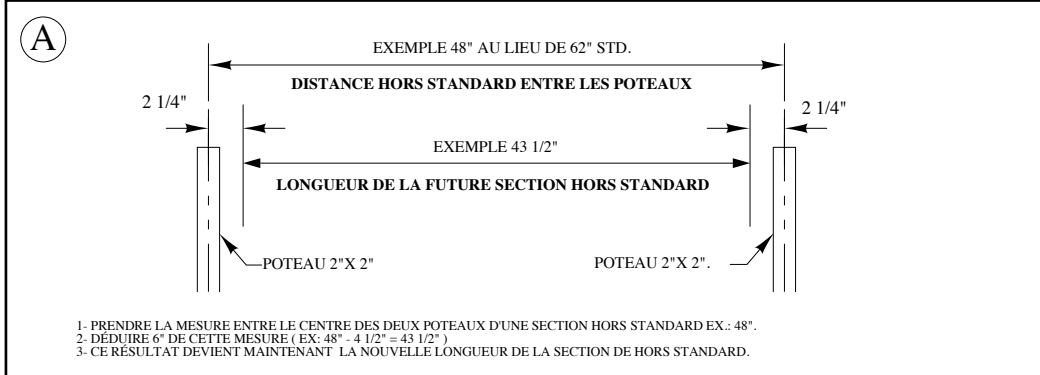 A
EXEMPLE 48" AU LIEU DE 62" STD.
DISTANCE HORS STANDARD ENTRE LES POTEAUX
2 1/4"
2 1/4"
EXEMPLE 43 1/2"
LONGUEUR DE LA FUTURE SECTION HORS STANDARD
POTEAU 2"X 2"
POTEAU 2"X 2".
1- PRENDRE LA MESURE ENTRE LE CENTRE DES DEUX POTEAUX D'UNE SECTION HORS STANDARD EX.: 48".
2- DÉDUIRE 6" DE CETTE MESURE ( EX: 48" - 4 1/2" = 43 1/2" )
3- CE RÉSULTAT DEVIENT MAINTENANT LA NOUVELLE LONGUEUR DE LA SECTION DE HORS STANDARD.